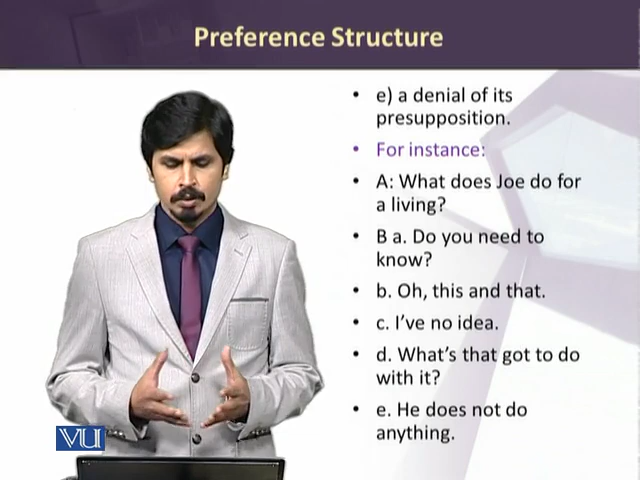 Preference Structure
• e) a denial of its
presupposition.
• For instance:
• A: What does Joe do for
a living?
• B a. Do you need to
know?
• b. Oh, this and that.
• c. I've no idea.
• d. What's that got to do
with it?
• e. He does not do
anything.
VU